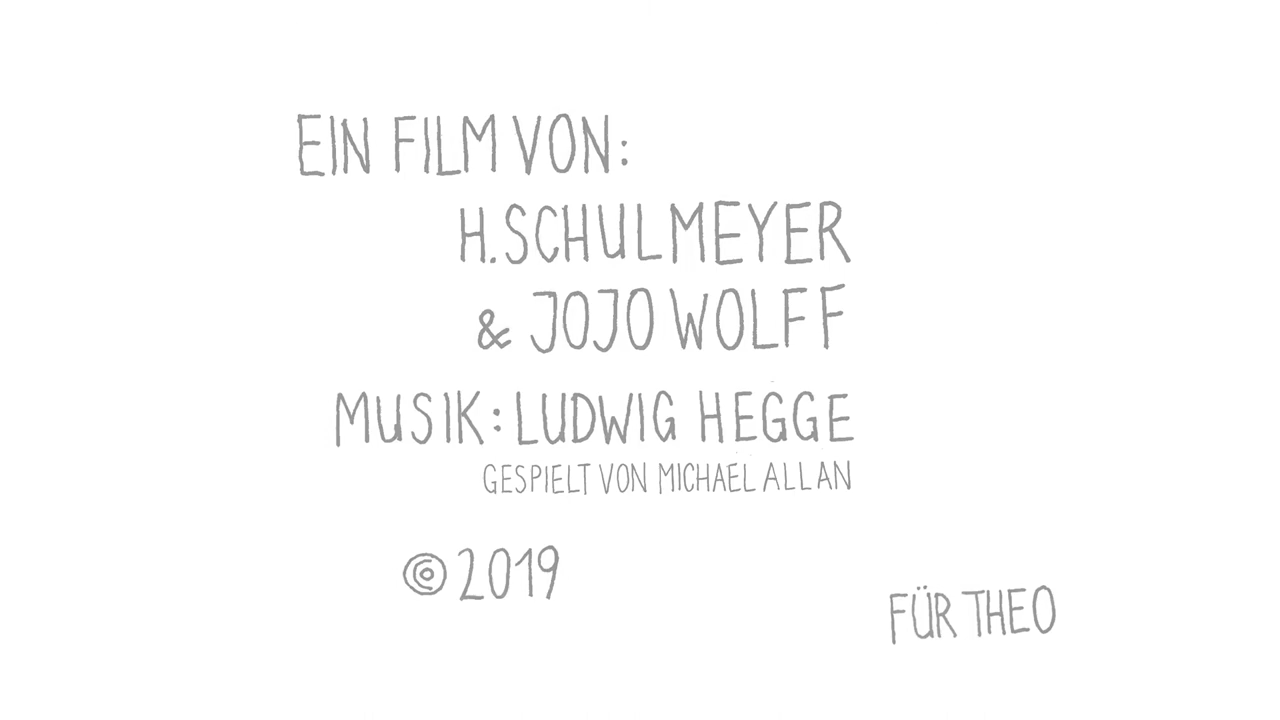 EIN FILM VON:
H. SCHULMEYER
& JOJO WOLFF
MUSIK: LUDWIG HEGGE
GESPIELT VON MICHAEL ALLAN
© 2019
FÜR THEO